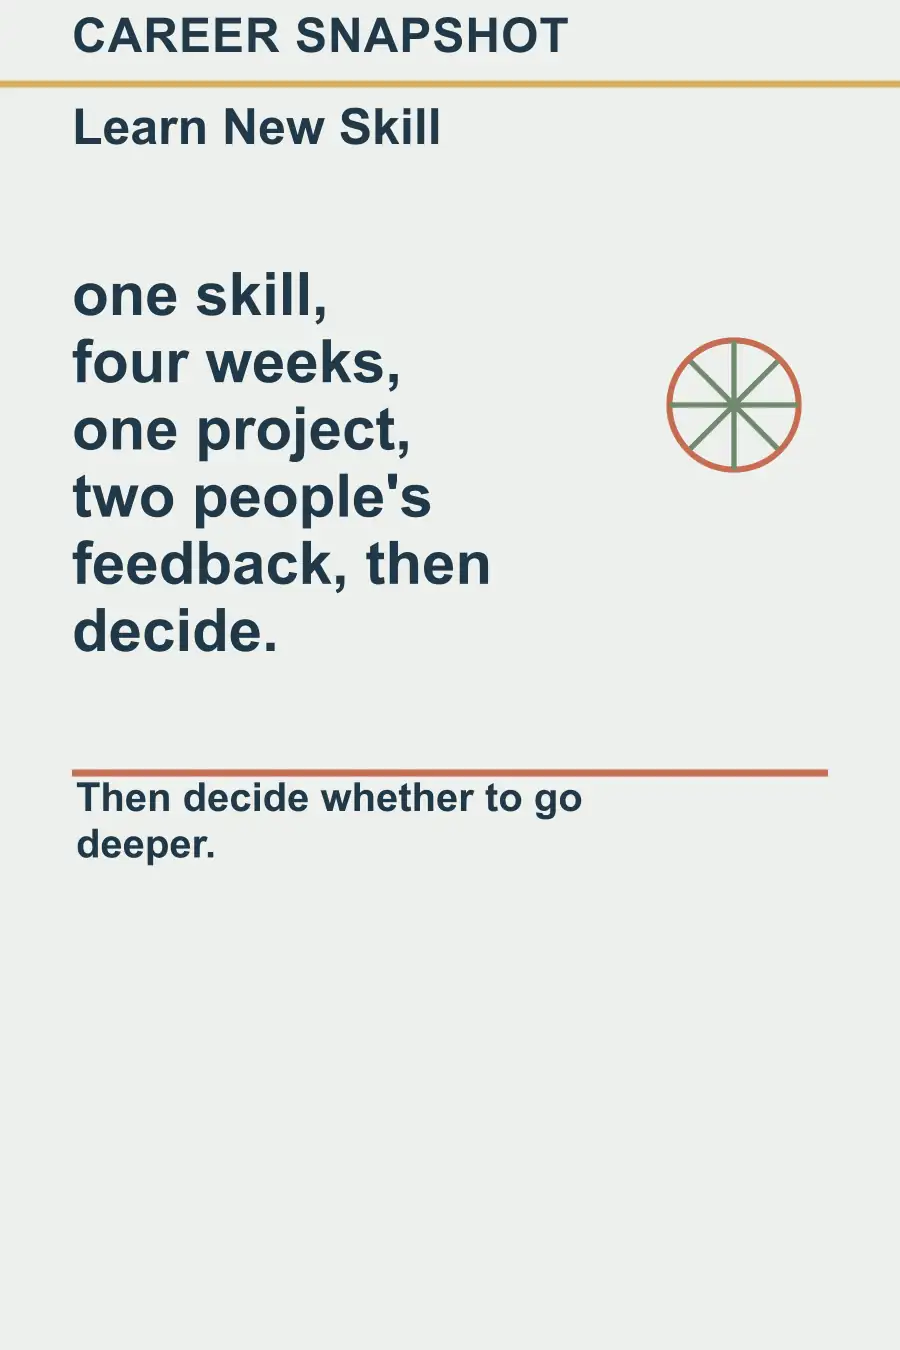 CAREER SNAPSHOT
Learn New Skill
one skill,
four weeks,
one project,
two people's
feedback, then
decide.
Then decide whether to go
deeper.